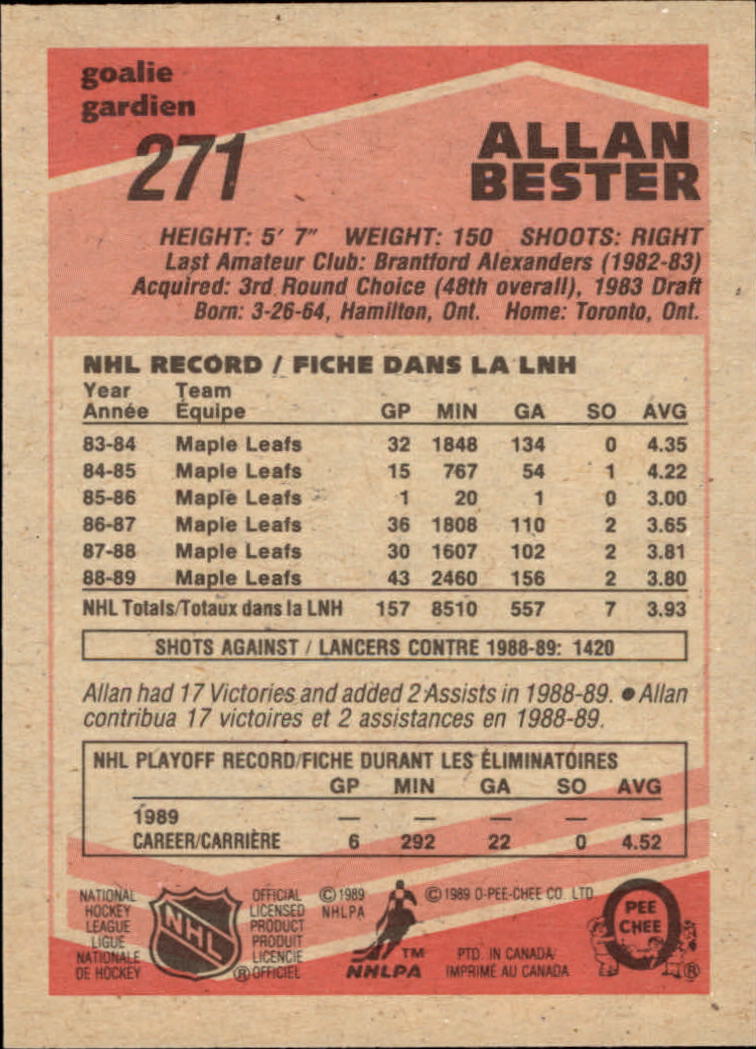 goalie
gardien
271
ALLAN
BESTER
HEIGHT: 5' 7" WEIGHT: 150 SHOOTS: RIGHT
Last Amateur Club: Brantford Alexanders (1982-83)
Acquired: 3rd Round Choice (48th overall), 1983 Draft
Born: 3-26-64, Hamilton, Ont. Home: Toronto, Ont.
NHL RECORD / FICHE DANS LA LNH
Year Team
Année Équipe GP MIN GA SO AVG
83-84 Maple Leafs 32 1848 134 0 4.35
84-85 Maple Leafs 15 767 54 1 4.22
85-86 Maple Leafs 1 20 1 0 3.00
86-87 Maple Leafs 36 1808 110 2 3.65
87-88 Maple Leafs 30 1607 102 2 3.81
88-89 Maple Leafs 43 2460 156 2 3.80
NHL Totals/Totaux dans la LNH 157 8510 557 7 3.93
SHOTS AGAINST / LANCERS CONTRE 1988-89: 1420
Allan had 17 Victories and added 2 Assists in 1988-89. ● Allan
contribua 17 victoires et 2 assistances en 1988-89.
NHL PLAYOFF RECORD/FICHE DURANT LES ÉLIMINATOIRES
GP MIN GA SO AVG
1989 — — — — —
CAREER/CARRIÈRE 6 292 22 0 4.52
NATIONAL
HOCKEY
LEAGUE
LIGUE
NATIONALE
DE HOCKEY
NHL
OFFICIAL
LICENSED
PRODUCT
PRODUIT
LICENCIE
® OFFICIEL
© 1989
NHLPA
TM
NHLPA
© 1989 O-PEE-CHEE CO. LTD.
PTD. IN CANADA/
IMPRIMÉ AU CANADA
PEE
CHEE
®